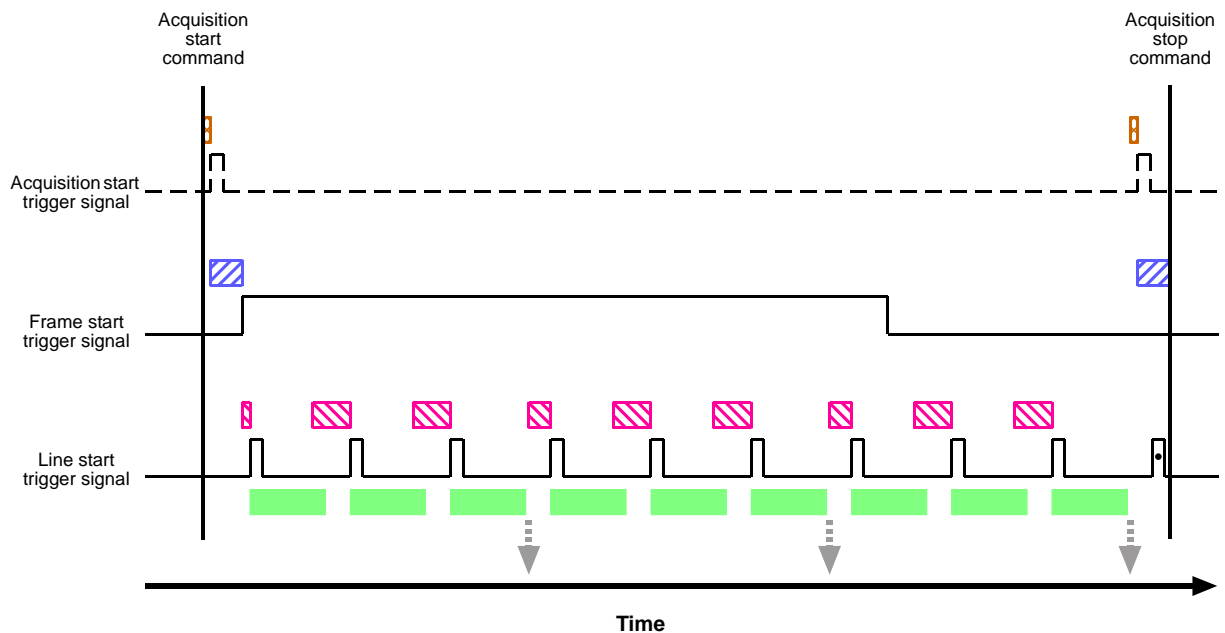 Acquisition
start
command
Acquisition
stop
command
Acquisition start
trigger signal
Frame start
trigger signal
Line start
trigger signal
Time